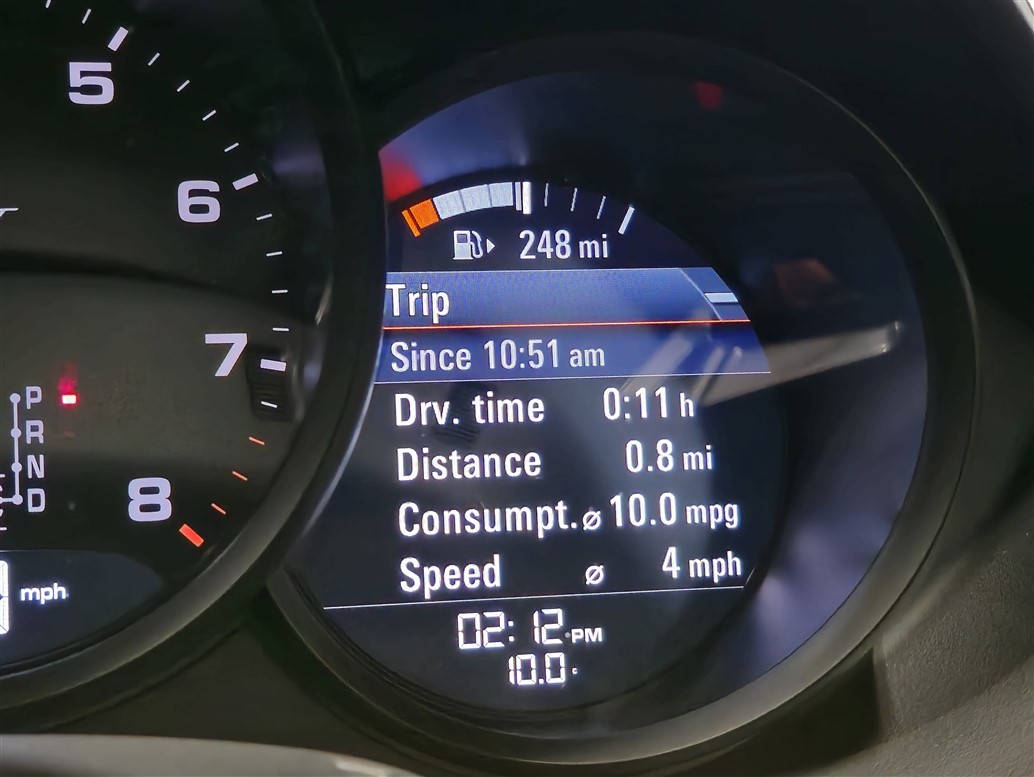 5
6
7
8
P
R
N
D
mph
248 mi
Trip
Since 10:51 am
Drv. time 0:11 h
Distance 0.8 mi
Consumpt. ⌀ 10.0 mpg
Speed ⌀ 4 mph
02:12 PM
10.0 c